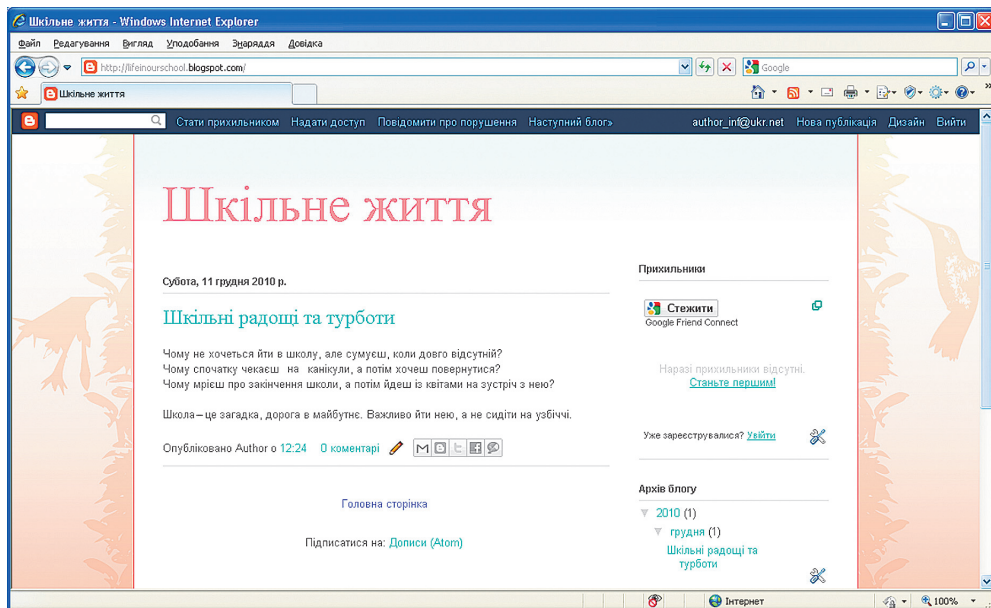 Шкільне життя - Windows Internet Explorer
Файл Редагування Вигляд Уподобання Знаряддя Довідка
http://lifeinourschool.blogspot.com/ Google
Шкільне життя
Стати прихильником Надати доступ Повідомити про порушення Наступний блог» author_inf@ukr.net Нова публікація Дизайн Вийти
Шкільне життя
Субота, 11 грудня 2010 р.
Шкільні радощі та турботи
Чому не хочеться йти в школу, але сумуєш, коли довго відсутній?
Чому спочатку чекаєш на канікули, а потім хочеш повернутися?
Чому мрієш про закінчення школи, а потім йдеш із квітами на зустріч з нею?
Школа – це загадка, дорога в майбутнє. Важливо йти нею, а не сидіти на узбіччі.
Опубліковано Author о 12:24 0 коментарі
Головна сторінка
Підписатися на: Дописи (Atom)
Прихильники
Стежити
Google Friend Connect
Наразі прихильники відсутні.
Станьте першим!
Уже зареєструвалися? Увійти
Архів блогу
▼ 2010 (1)
▼ грудня (1)
Шкільні радощі та
турботи
Інтернет 100%